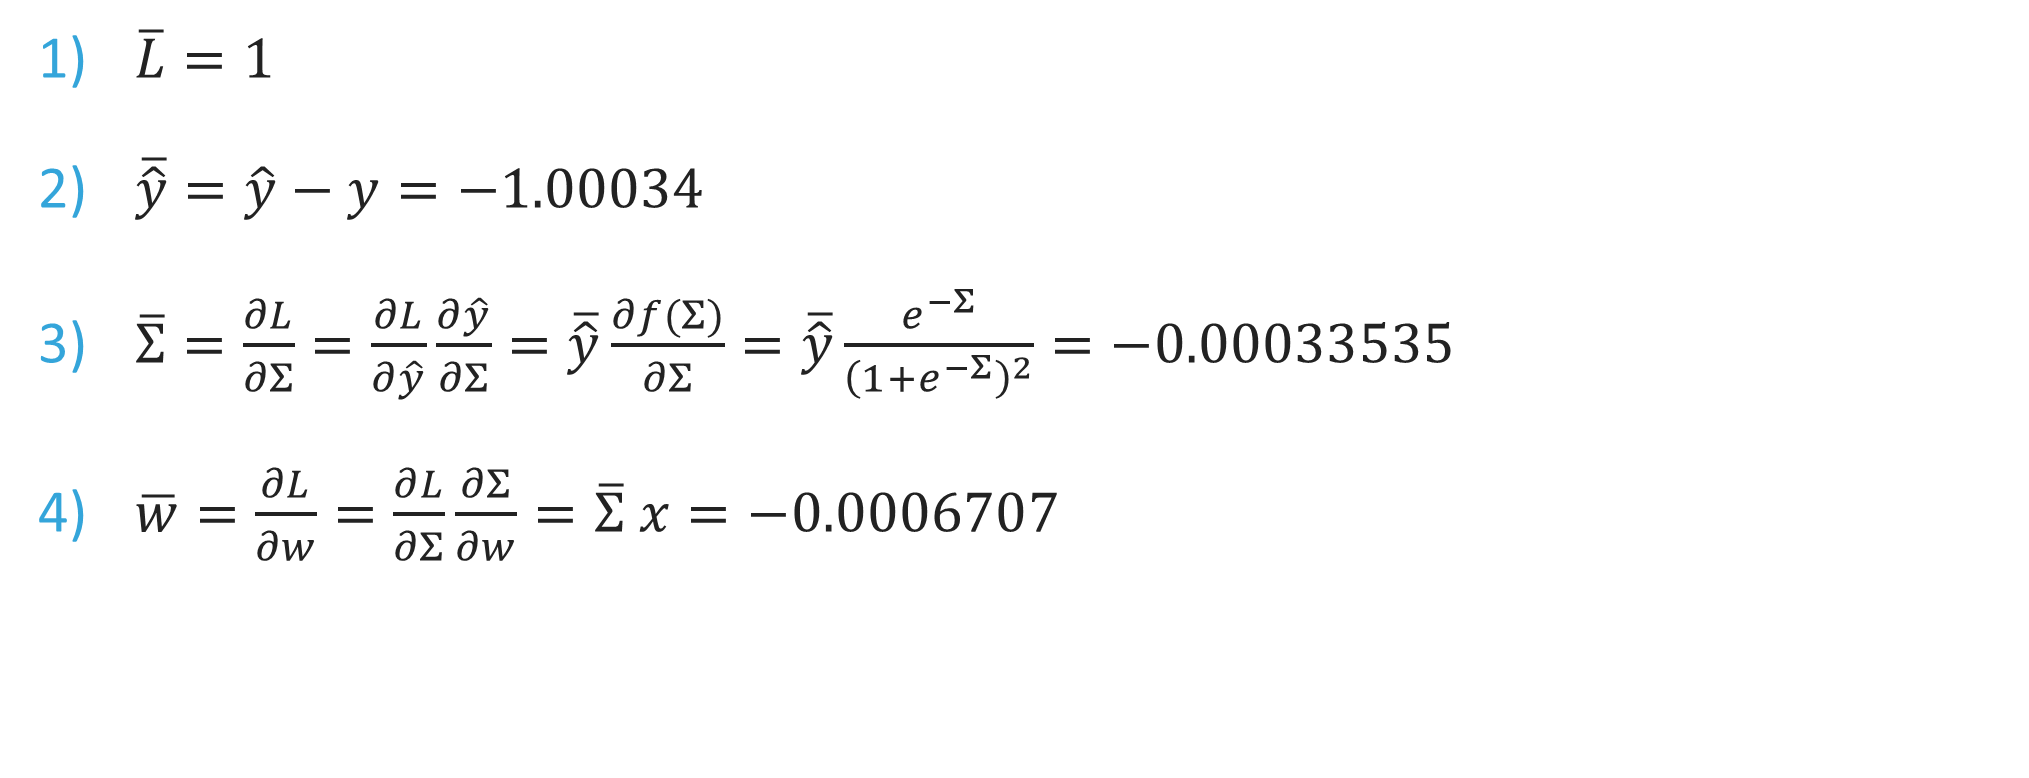 1) L̅ = 1
2) ŷ̅ = ŷ − y = −1.00034
3) Σ̅ = ∂L/∂Σ = ∂L/∂ŷ ∂ŷ/∂Σ = ŷ̅ ∂f(Σ)/∂Σ = ŷ̅ e^(−Σ)/(1+e^(−Σ))² = −0.00033535
4) w̅ = ∂L/∂w = ∂L/∂Σ ∂Σ/∂w = Σ̅ x = −0.0006707